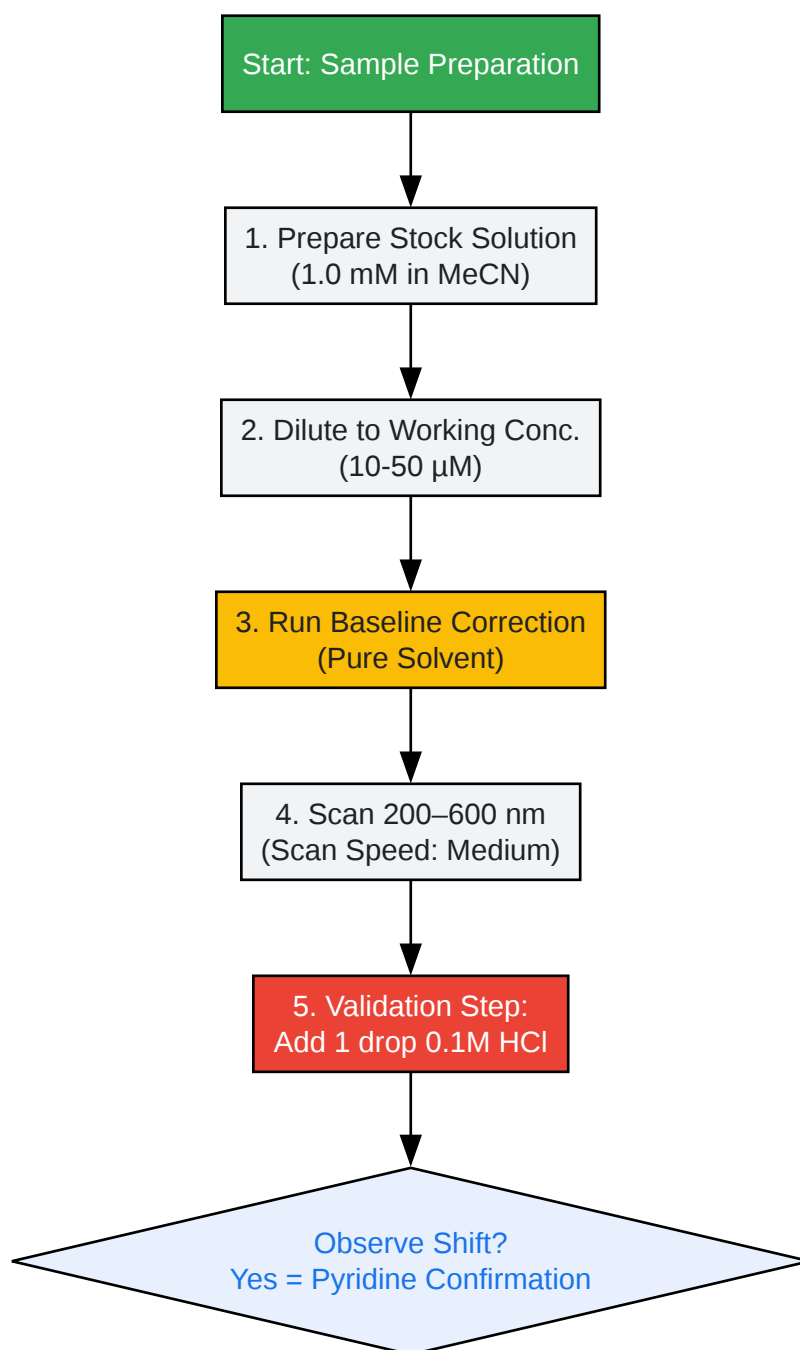 Start: Sample Preparation
1. Prepare Stock Solution
(1.0 mM in MeCN)
2. Dilute to Working Conc.
(10-50 µM)
3. Run Baseline Correction
(Pure Solvent)
4. Scan 200–600 nm
(Scan Speed: Medium)
5. Validation Step:
Add 1 drop 0.1M HCl
Observe Shift?
Yes = Pyridine Confirmation